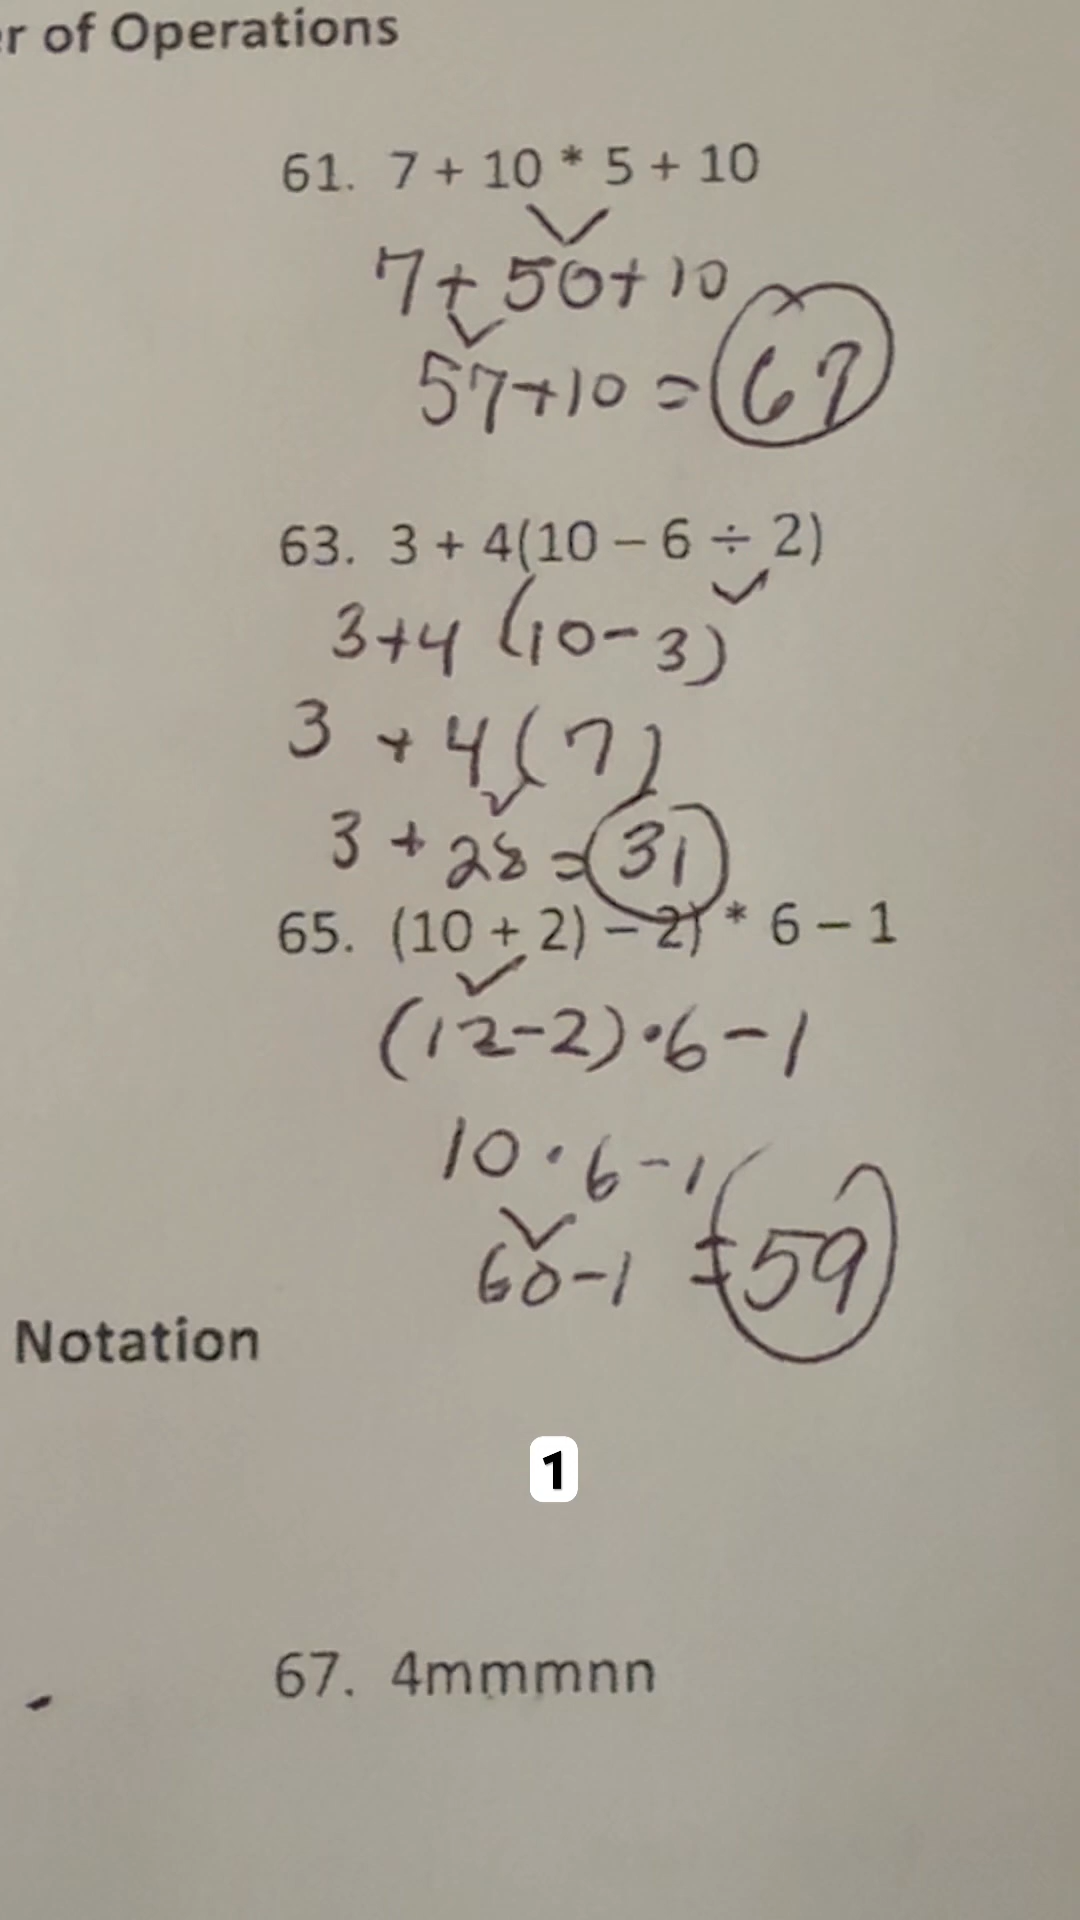 er of Operations
61. 7 + 10 * 5 + 10
7 + 50 + 10
57 + 10 = 67
63. 3 + 4(10 – 6 ÷ 2)
3 + 4 (10 - 3)
3 + 4 (7)
3 + 28 = 31
65. (10 + 2) – 2) * 6 – 1
(12 - 2) · 6 - 1
10 · 6 - 1
60 - 1 = 59
Notation
1
67. 4mmmnn